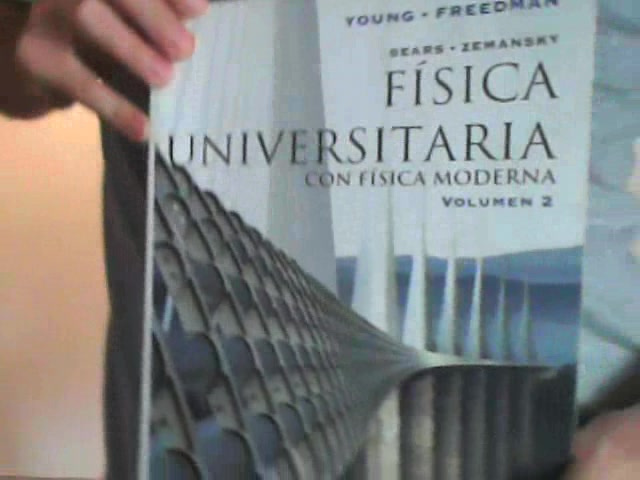 YOUNG • FREEDMAN
SEARS • ZEMANSKY
FÍSICA
UNIVERSITARIA
CON FÍSICA MODERNA
VOLUMEN 2